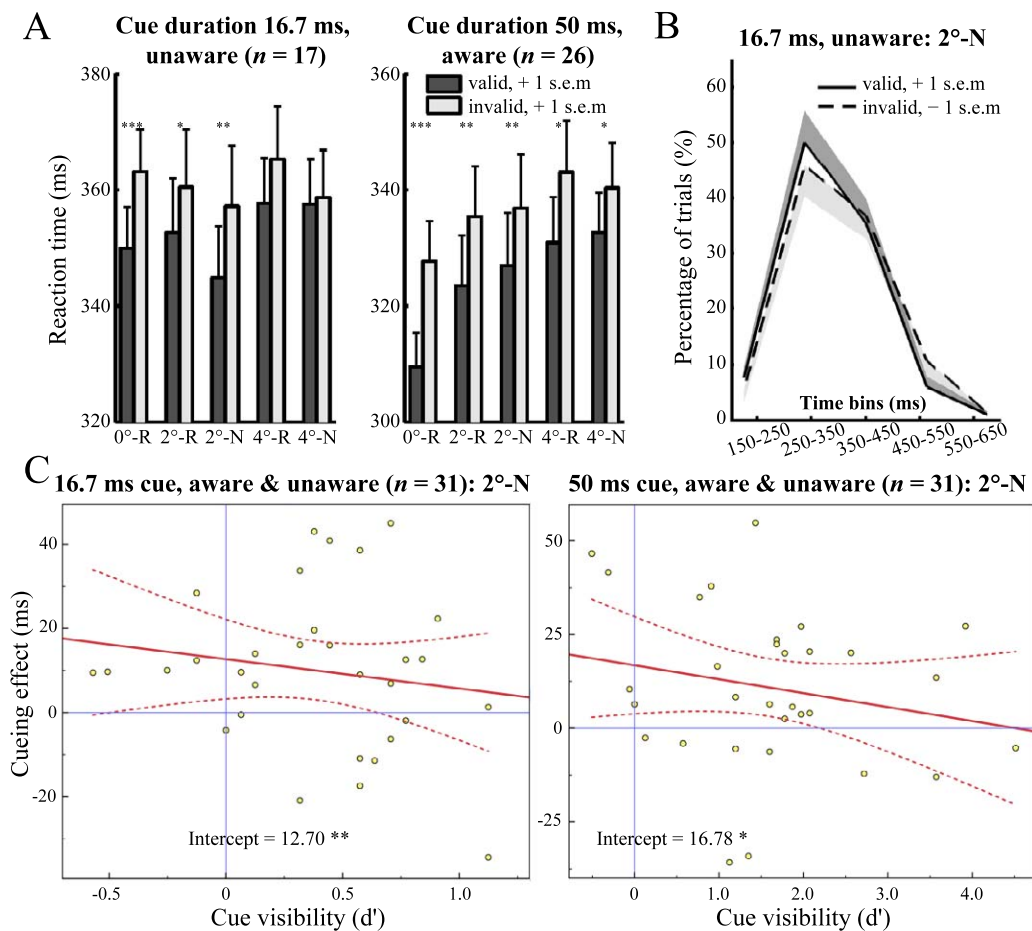 A
Cue duration 16.7 ms,
unaware (n = 17)
Cue duration 50 ms,
aware (n = 26)
B
16.7 ms, unaware: 2°-N
Reaction time (ms)
380
360
340
320
***
*
**
0°-R 2°-R 2°-N 4°-R 4°-N
360
340
320
300
valid, + 1 s.e.m
invalid, + 1 s.e.m
***
**
**
*
*
0°-R 2°-R 2°-N 4°-R 4°-N
Percentage of trials (%)
60
50
40
30
20
10
0
valid, + 1 s.e.m
invalid, − 1 s.e.m
Time bins (ms)
150-250
250-350
350-450
450-550
550-650
C
16.7 ms cue, aware & unaware (n = 31): 2°-N
50 ms cue, aware & unaware (n = 31): 2°-N
Cueing effect (ms)
40
20
0
-20
Intercept = 12.70 **
-0.5 0 0.5 1.0
Cue visibility (d')
50
25
0
-25
Intercept = 16.78 *
0 1.0 2.0 3.0 4.0
Cue visibility (d')